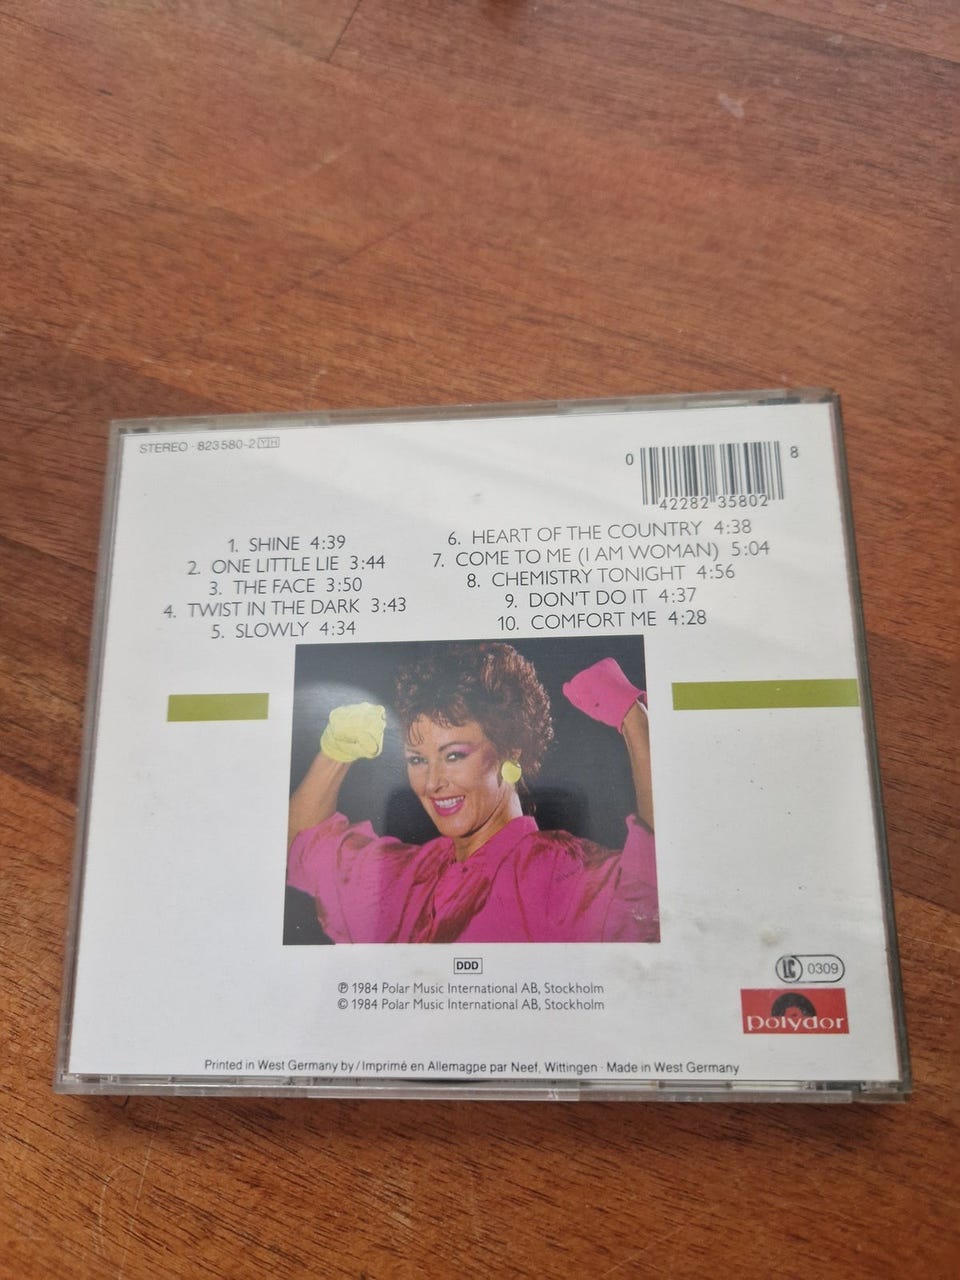 STEREO · 823 580-2 YH
0 42282 35802 8
1. SHINE 4:39
2. ONE LITTLE LIE 3:44
3. THE FACE 3:50
4. TWIST IN THE DARK 3:43
5. SLOWLY 4:34
6. HEART OF THE COUNTRY 4:38
7. COME TO ME (I AM WOMAN) 5:04
8. CHEMISTRY TONIGHT 4:56
9. DON'T DO IT 4:37
10. COMFORT ME 4:28
DDD
℗ 1984 Polar Music International AB, Stockholm
© 1984 Polar Music International AB, Stockholm
LC 0309
polydor
Printed in West Germany by / Imprimé en Allemagpe par Neef, Wittingen · Made in West Germany